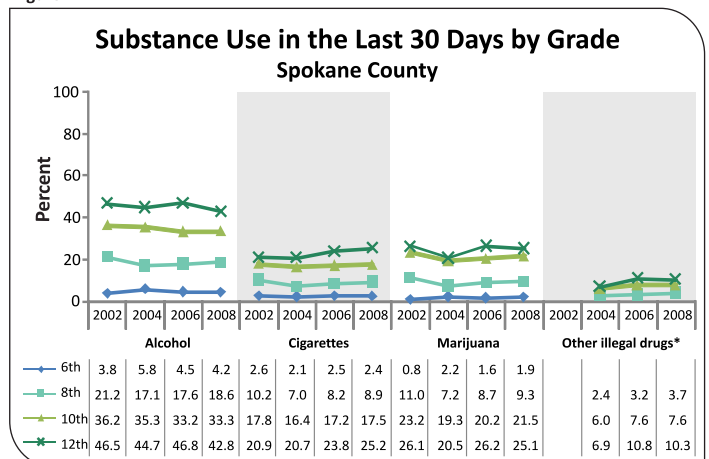 Substance Use in the Last 30 Days by Grade
Spokane County
Percent
100
80
60
40
20
0
2002 2004 2006 2008 2002 2004 2006 2008 2002 2004 2006 2008 2002 2004 2006 2008
Alcohol Cigarettes Marijuana Other illegal drugs*
6th 3.8 5.8 4.5 4.2 2.6 2.1 2.5 2.4 0.8 2.2 1.6 1.9
8th 21.2 17.1 17.6 18.6 10.2 7.0 8.2 8.9 11.0 7.2 8.7 9.3 2.4 3.2 3.7
10th 36.2 35.3 33.2 33.3 17.8 16.4 17.2 17.5 23.2 19.3 20.2 21.5 6.0 7.6 7.6
12th 46.5 44.7 46.8 42.8 20.9 20.7 23.8 25.2 26.1 20.5 26.2 25.1 6.9 10.8 10.3